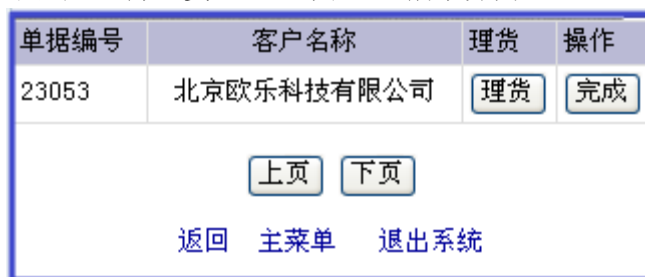 单据编号 客户名称 理货 操作
23053 北京欧乐科技有限公司 理货 完成
上页 下页
返回 主菜单 退出系统